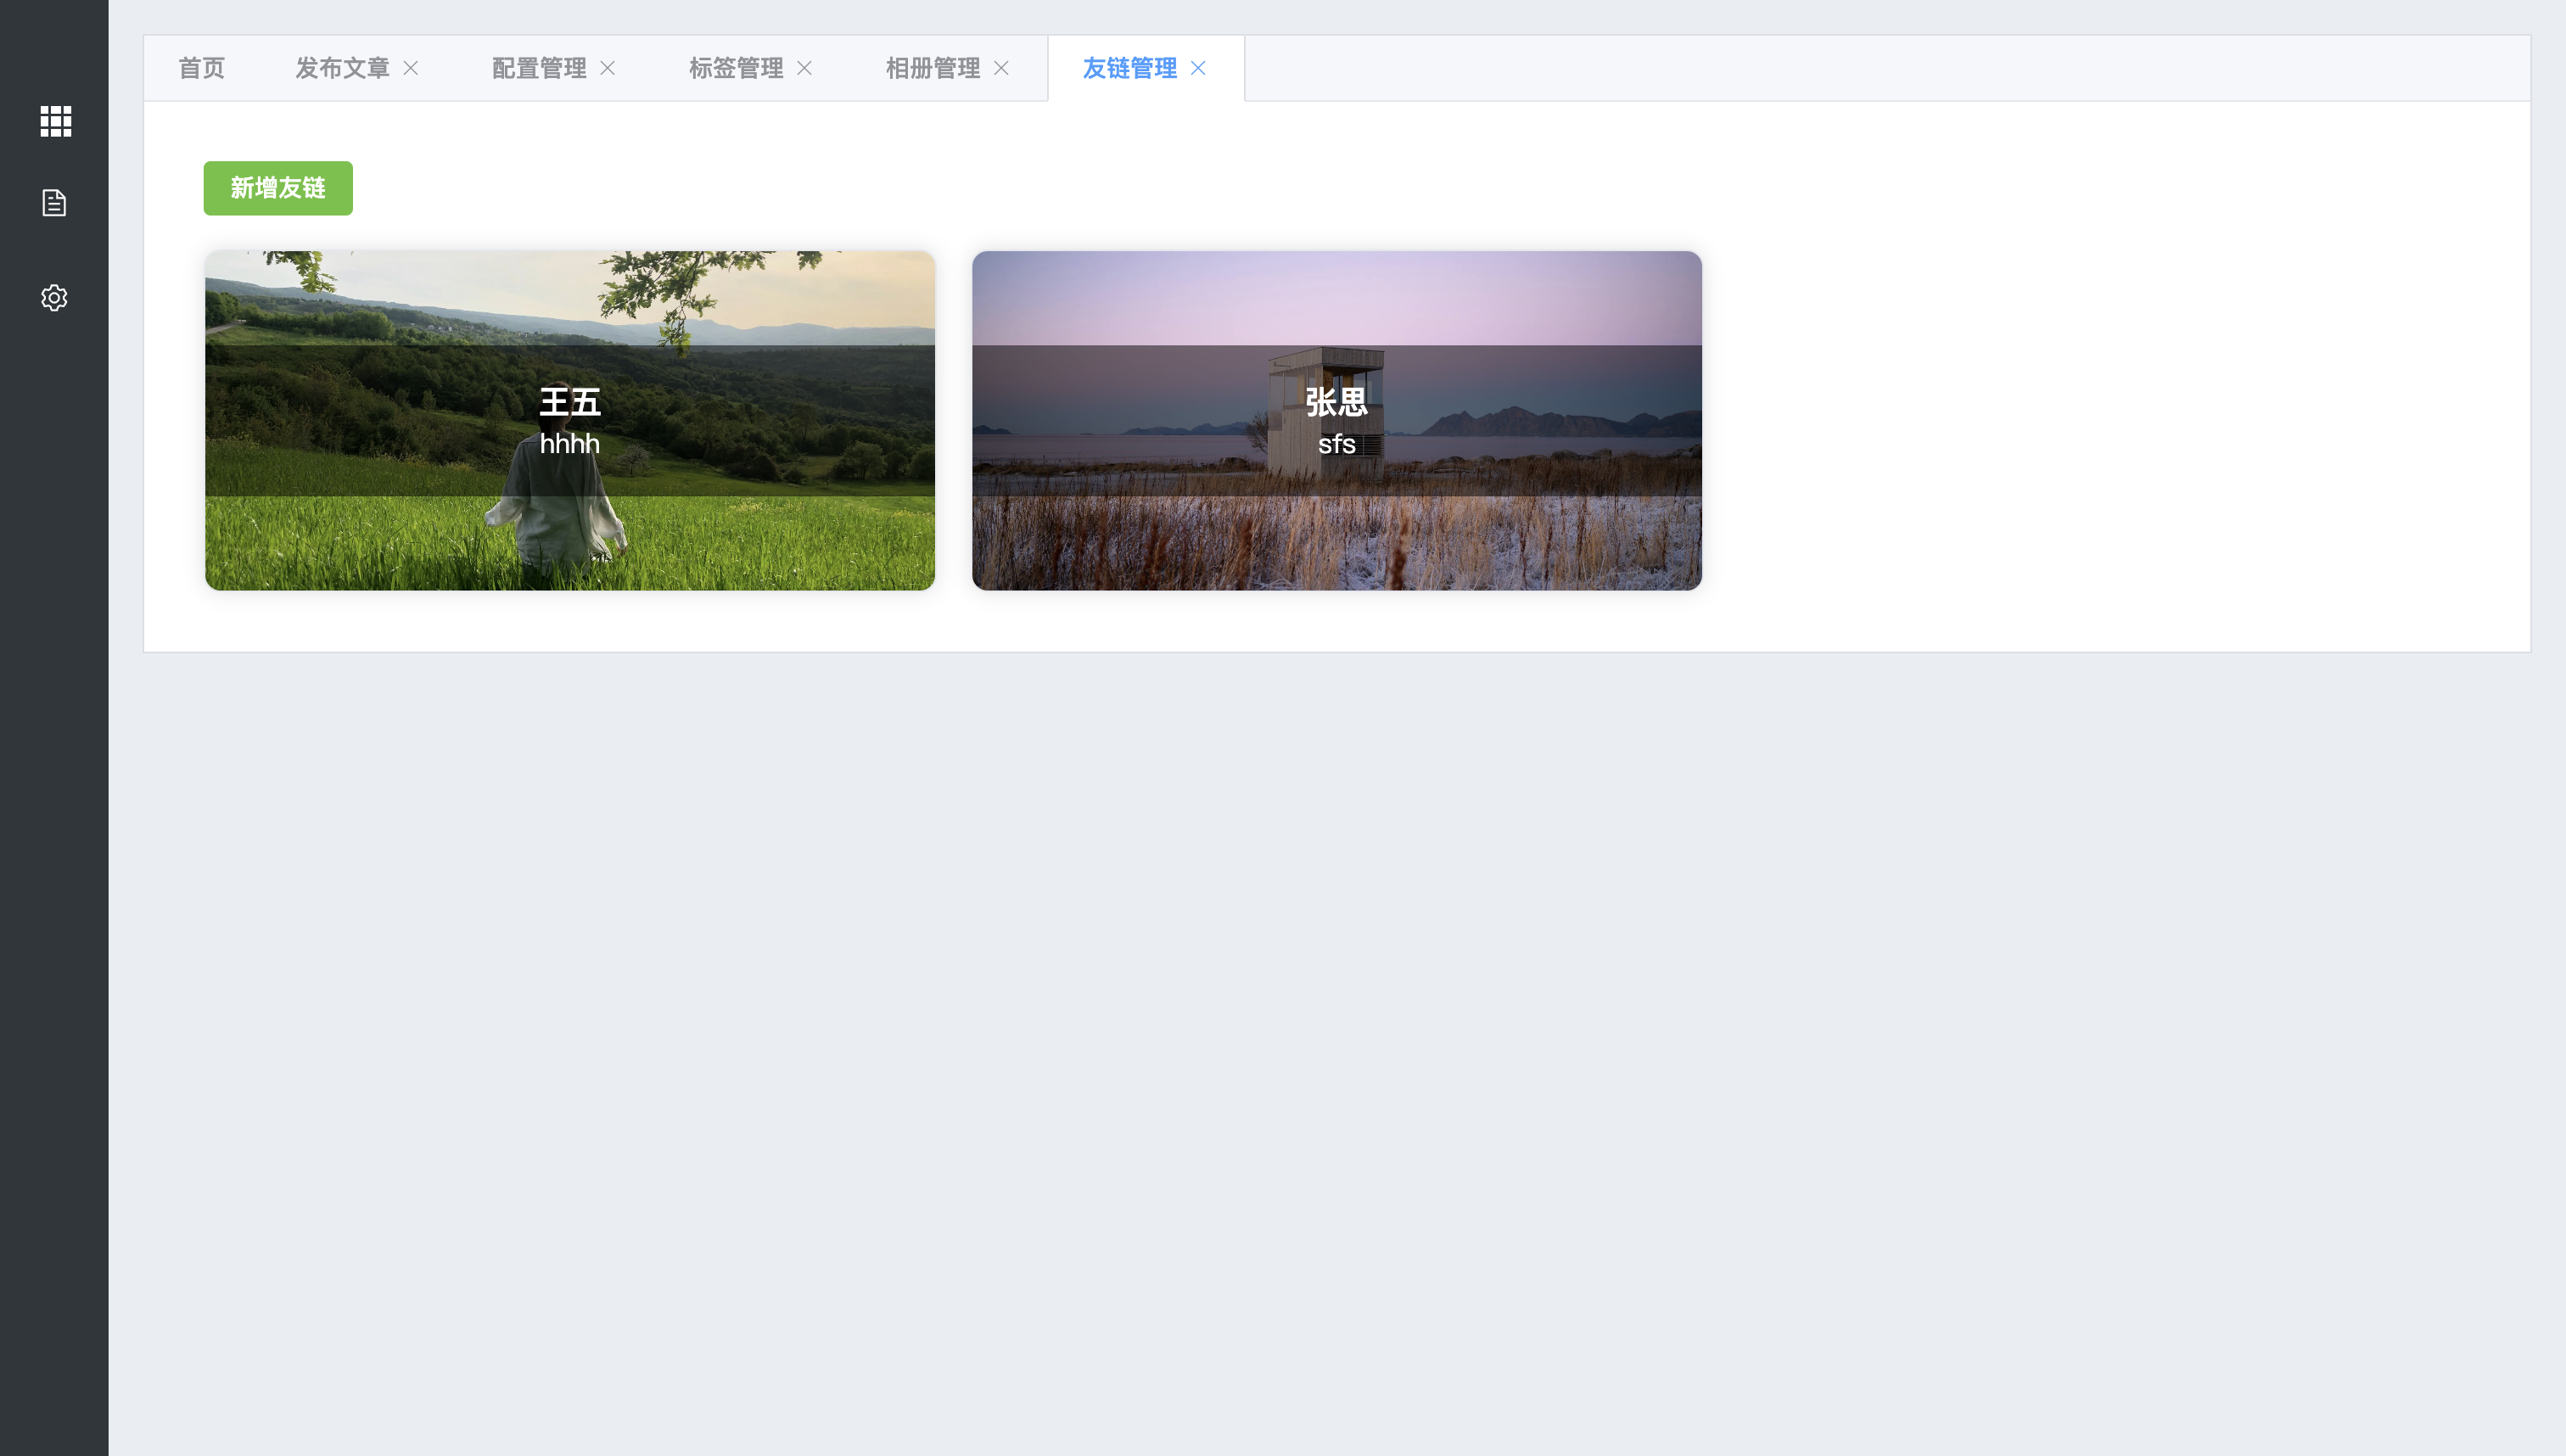 首页 发布文章 配置管理 标签管理 相册管理 友链管理
新增友链
王五
hhhh
张思
sfs